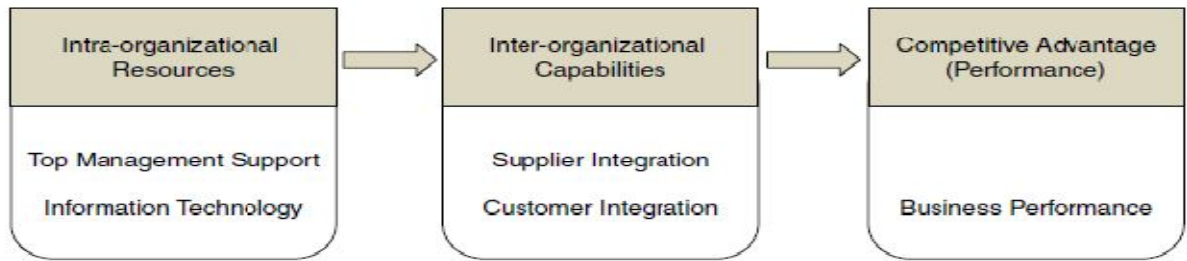 Intra-organizational
Resources
Top Management Support
Information Technology
Inter-organizational
Capabilities
Supplier Integration
Customer Integration
Competitive Advantage
(Performance)
Business Performance